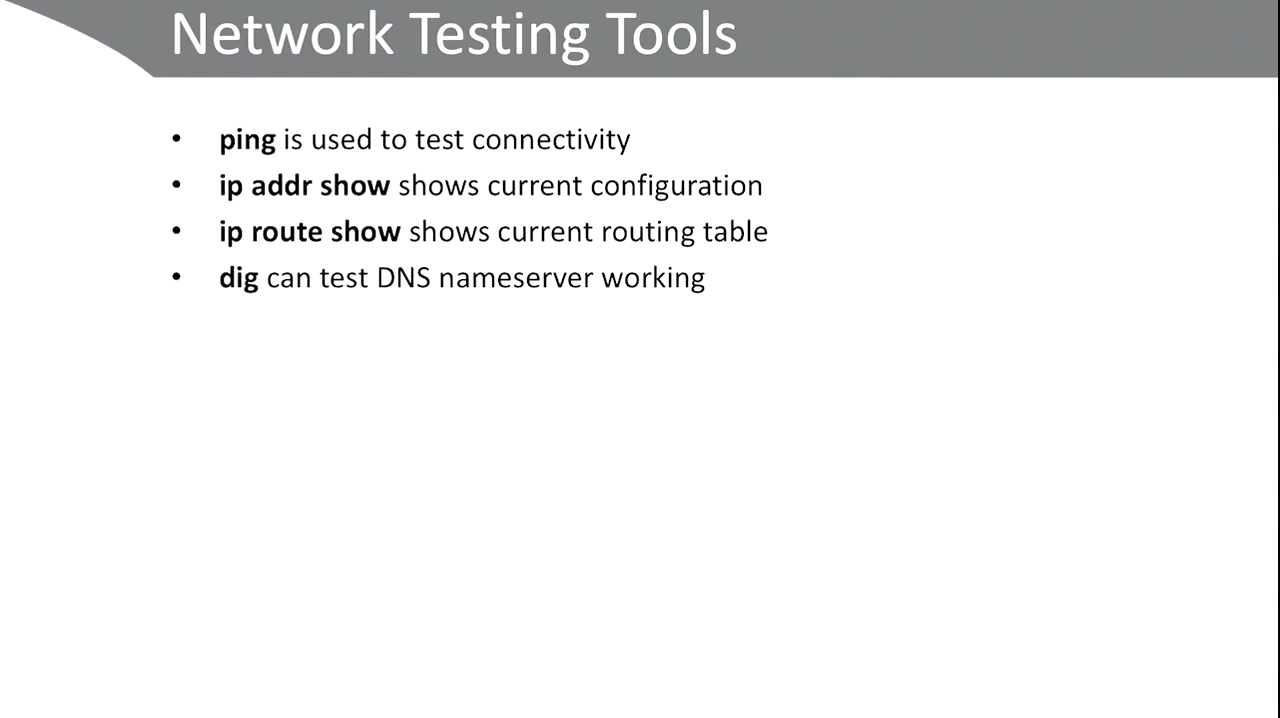 Network Testing Tools
• ping is used to test connectivity
• ip addr show shows current configuration
• ip route show shows current routing table
• dig can test DNS nameserver working